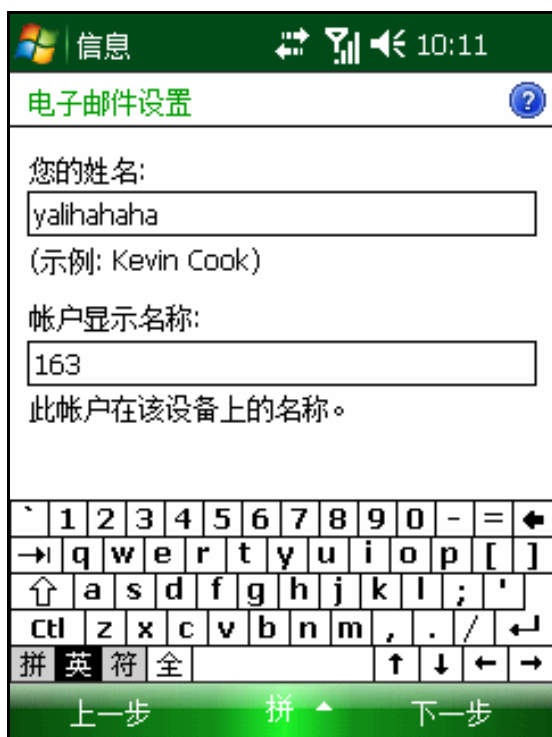 信息 10:11
电子邮件设置 ?
您的姓名:
yalihahaha
(示例: Kevin Cook)
帐户显示名称:
163
此帐户在该设备上的名称。
` 1 2 3 4 5 6 7 8 9 0 - = ←
→| q w e r t y u i o p [ ]
⇧ a s d f g h j k l ; '
Ctl z x c v b n m , . / ↵
拼 英 符 全 ↑ ↓ ← →
上一步 拼 下一步